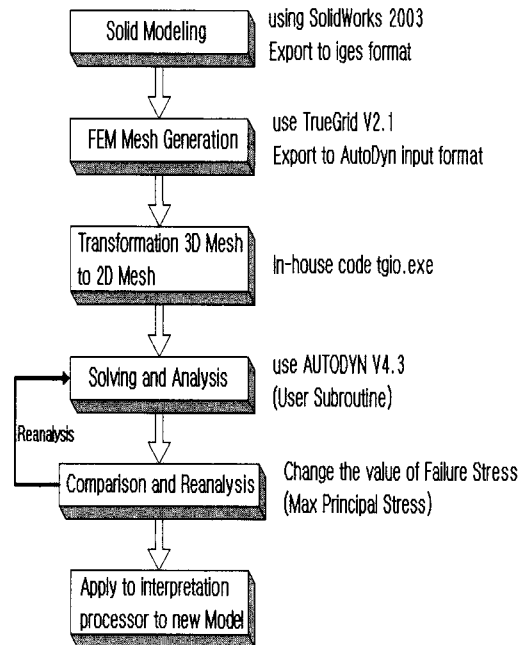 Solid Modeling
using SolidWorks 2003
Export to iges format
FEM Mesh Generation
use TrueGrid V2.1
Export to AutoDyn input format
Transformation 3D Mesh
to 2D Mesh
In-house code tgio.exe
Solving and Analysis
use AUTODYN V4.3
(User Subroutine)
Reanalysis
Comparison and Reanalysis
Change the value of Failure Stress
(Max Principal Stress)
Apply to interpretation
processor to new Model